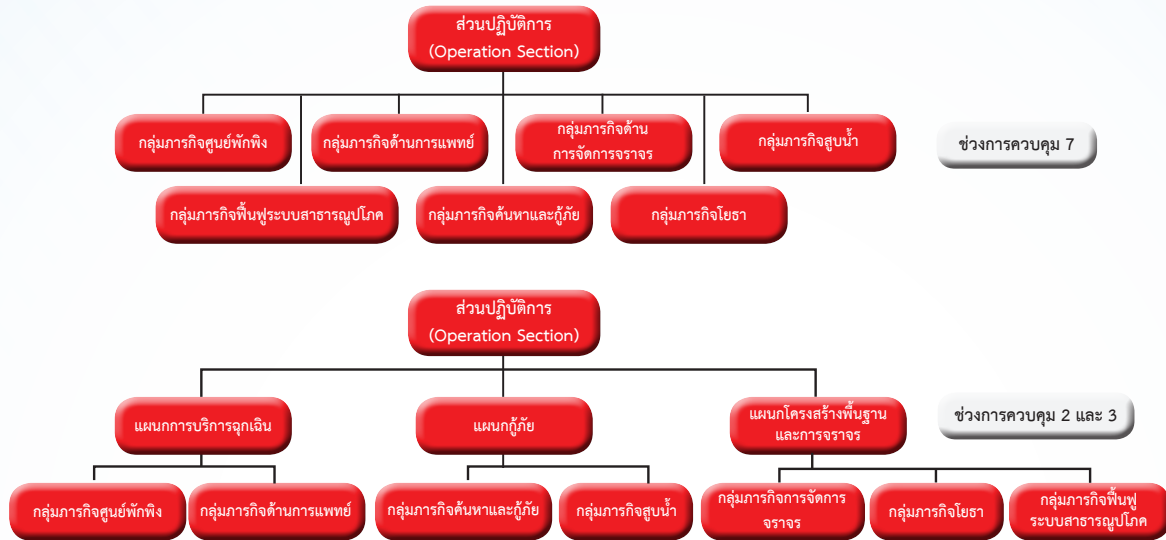 ส่วนปฏิบัติการ
(Operation Section)
กลุ่มภารกิจศูนย์พักพิง
กลุ่มภารกิจด้านการแพทย์
กลุ่มภารกิจด้าน
การจัดการจราจร
กลุ่มภารกิจสูบน้ำ
ช่วงการควบคุม 7
กลุ่มภารกิจฟื้นฟูระบบสาธารณูปโภค
กลุ่มภารกิจค้นหาและกู้ภัย
กลุ่มภารกิจโยธา
ส่วนปฏิบัติการ
(Operation Section)
แผนกการบริการฉุกเฉิน
แผนกกู้ภัย
แผนกโครงสร้างพื้นฐาน
และการจราจร
ช่วงการควบคุม 2 และ 3
กลุ่มภารกิจศูนย์พักพิง
กลุ่มภารกิจด้านการแพทย์
กลุ่มภารกิจค้นหาและกู้ภัย
กลุ่มภารกิจสูบน้ำ
กลุ่มภารกิจการจัดการ
จราจร
กลุ่มภารกิจโยธา
กลุ่มภารกิจฟื้นฟู
ระบบสาธารณูปโภค